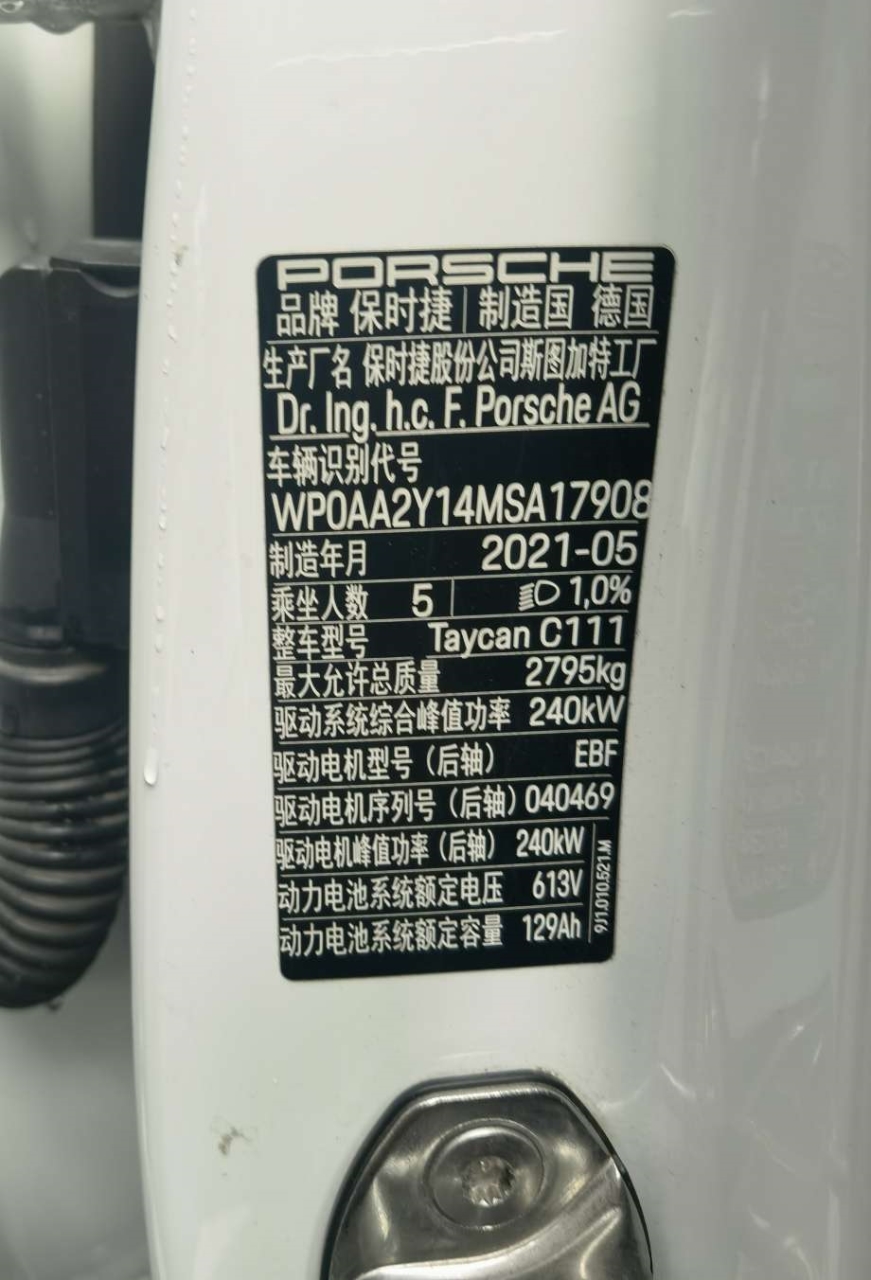 PORSCHE
品牌 保时捷 制造国 德国
生产厂名 保时捷股份公司斯图加特工厂
Dr. Ing. h.c. F. Porsche AG
车辆识别代号
WP0AA2Y14MSA17908
制造年月 2021-05
乘坐人数 5 1,0%
整车型号 Taycan C111
最大允许总质量 2795kg
驱动系统综合峰值功率 240kW
驱动电机型号（后轴） EBF
驱动电机序列号（后轴） 040469
驱动电机峰值功率（后轴） 240kW
动力电池系统额定电压 613V
动力电池系统额定容量 129Ah
9J1.010.521.M